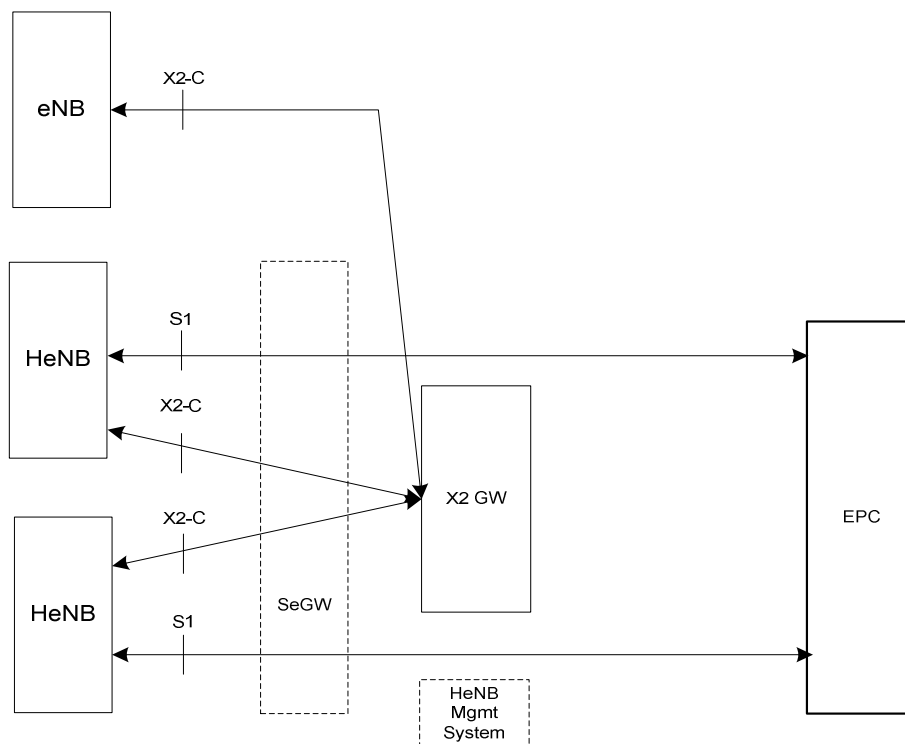 X2-C
eNB
S1
HeNB
X2-C
X2 GW
EPC
X2-C
HeNB
SeGW
S1
HeNB
Mgmt
System